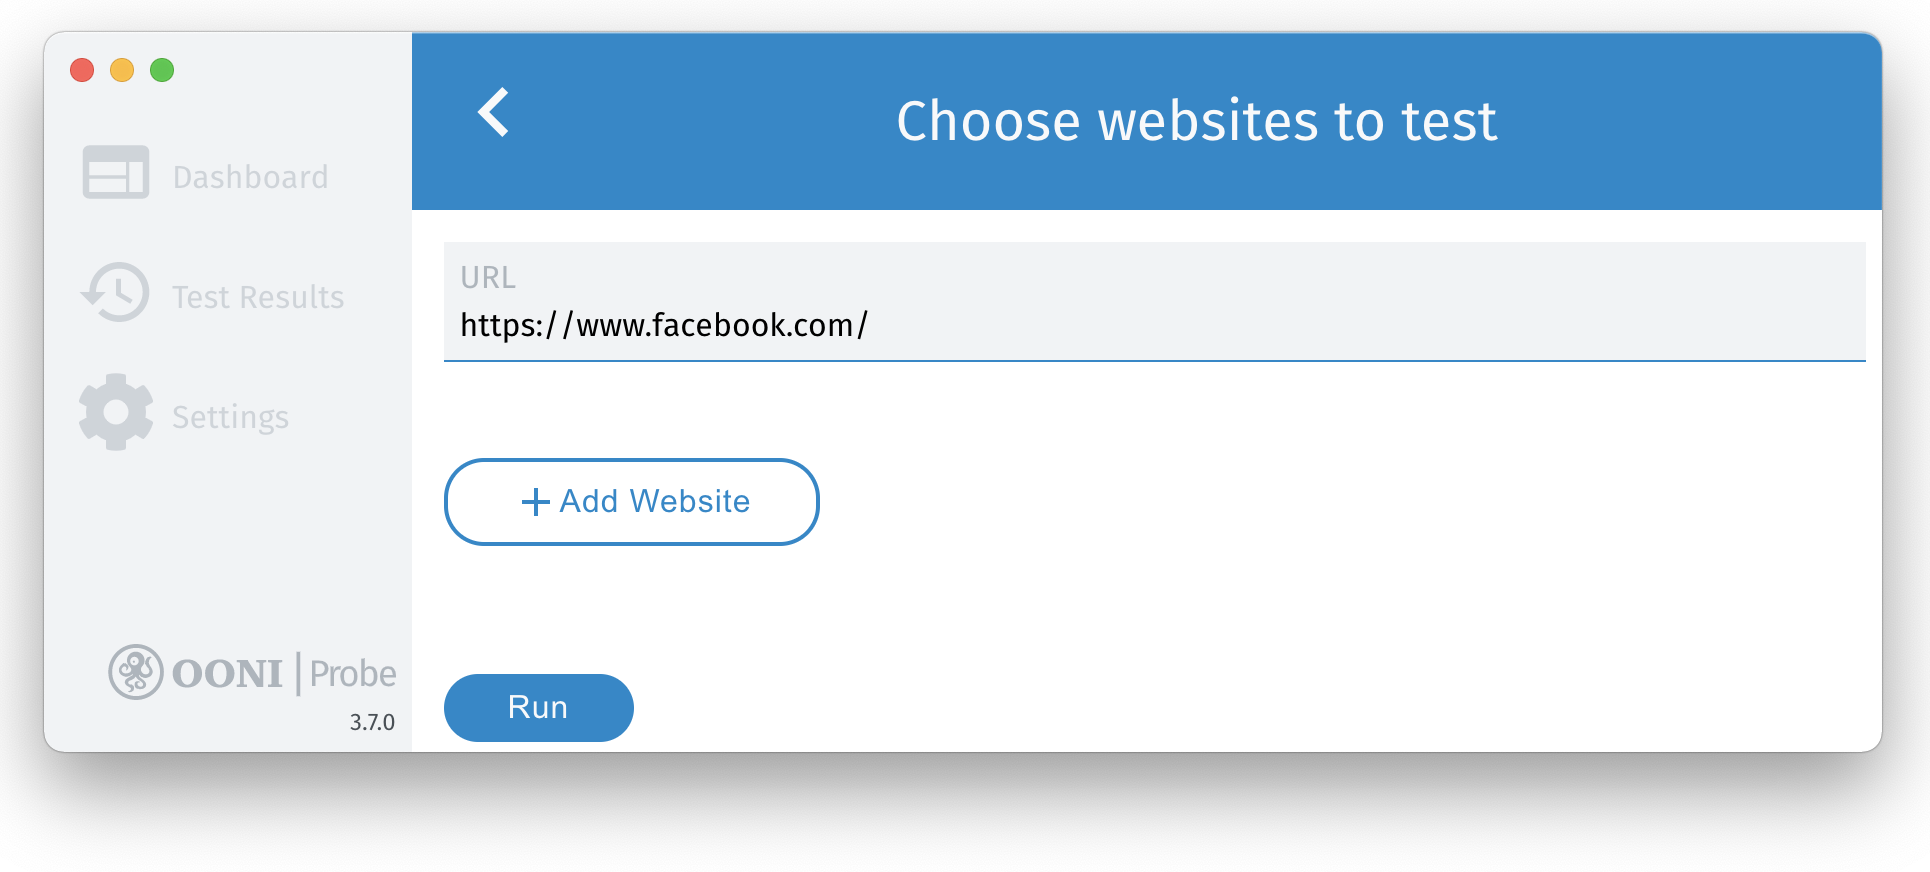 Dashboard
Test Results
Settings
OONI | Probe
3.7.0
Choose websites to test
URL
https://www.facebook.com/
+ Add Website
Run